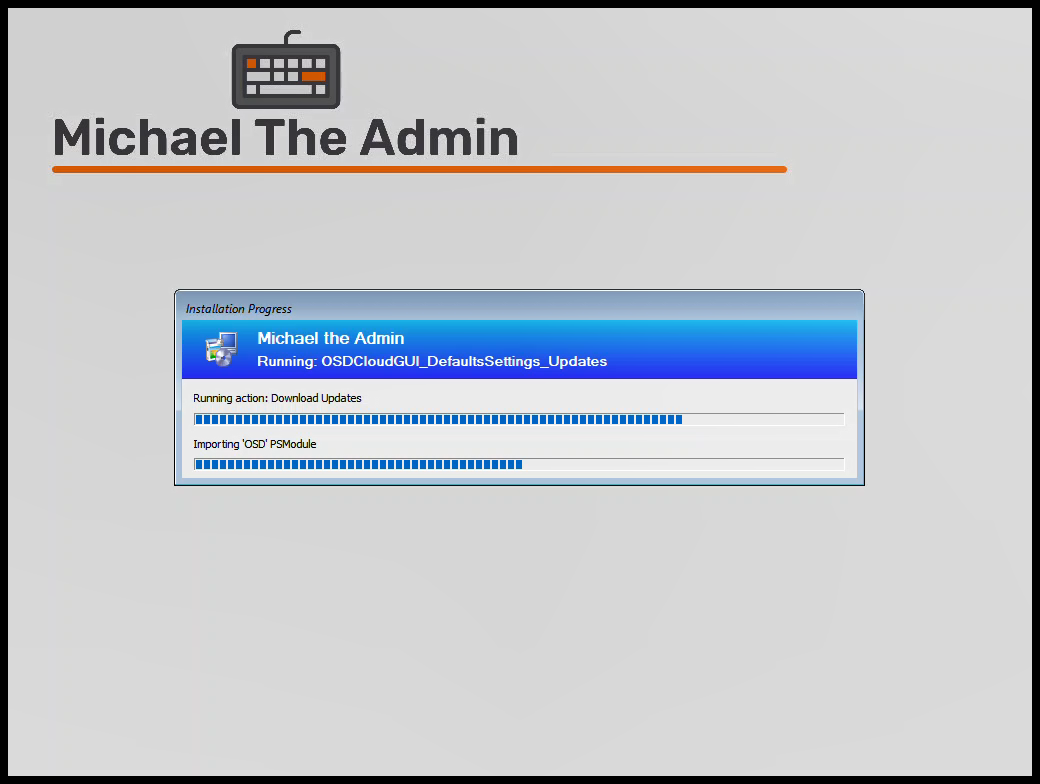 Michael The Admin
Installation Progress
Michael the Admin
Running: OSDCloudGUI_DefaultsSettings_Updates
Running action: Download Updates
Importing 'OSD' PSModule